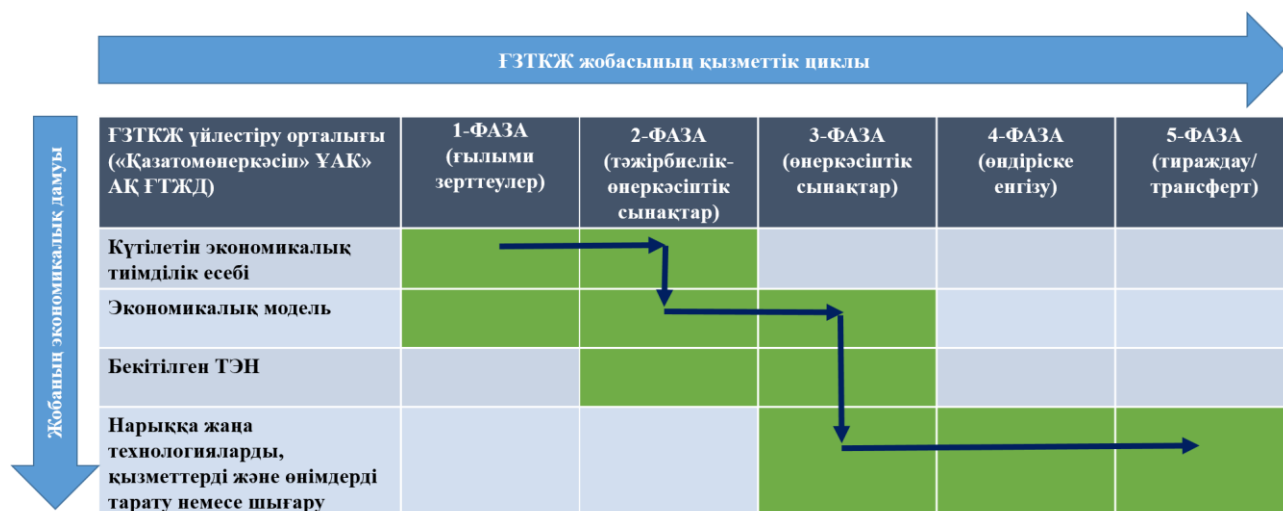 ҒЗТКЖ жобасының қызметтік циклы
Жобаның экономикалық дамуы
ҒЗТКЖ үйлестіру орталығы
(«Қазатомөнеркәсіп» ҰАК»
АҚ ҒТЖД)
1-ФАЗА
(ғылыми
зерттеулер)
2-ФАЗА
(тәжірбиелік-
өнеркәсіптік
сынақтар)
3-ФАЗА
(өнеркәсіптік
сынақтар)
4-ФАЗА
(өндіріске
енгізу)
5-ФАЗА
(тираждау/
трансферт)
Күтілетін экономикалық
тиімділік есебі
Экономикалық модель
Бекітілген ТЭН
Нарыққа жаңа
технологияларды,
қызметтерді және өнімдерді
тарату немесе шығару